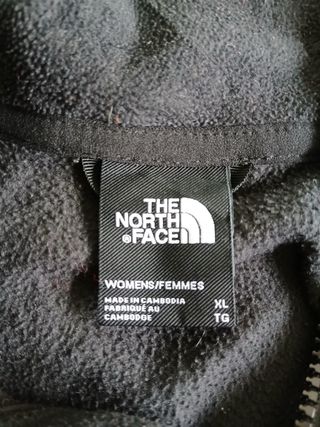 THE
NORTH
FACE
WOMENS/FEMMES
MADE IN CAMBODIA
FABRIQUÉ AU
CAMBODGE
XL
TG